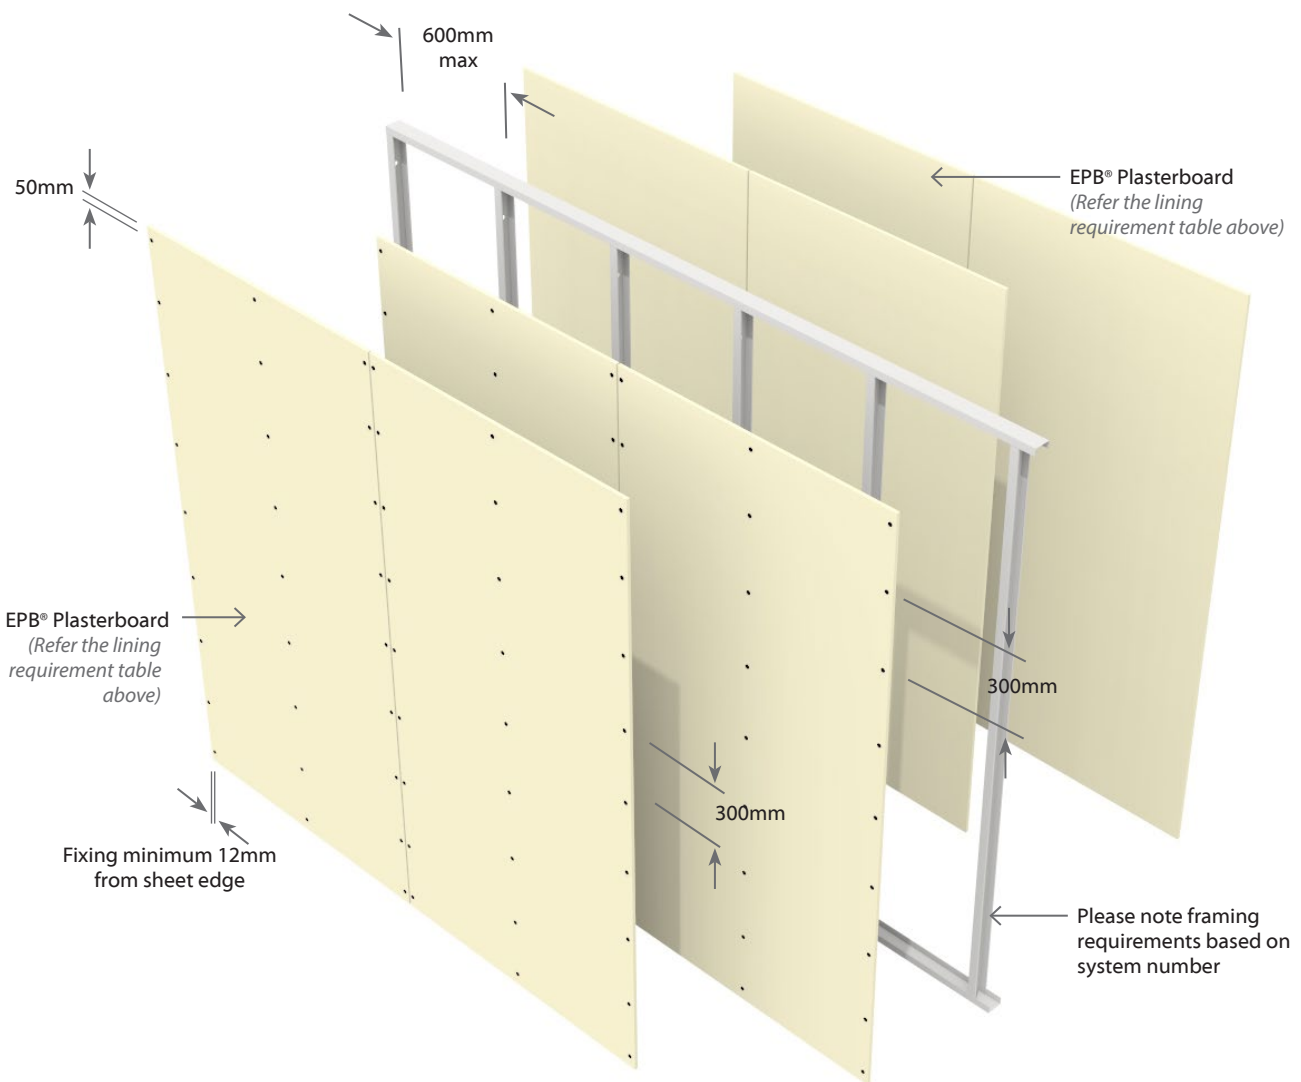 600mm
max
50mm
EPB® Plasterboard
(Refer the lining
requirement table above)
EPB® Plasterboard
(Refer the lining
requirement table
above)
300mm
300mm
Fixing minimum 12mm
from sheet edge
Please note framing
requirements based on
system number